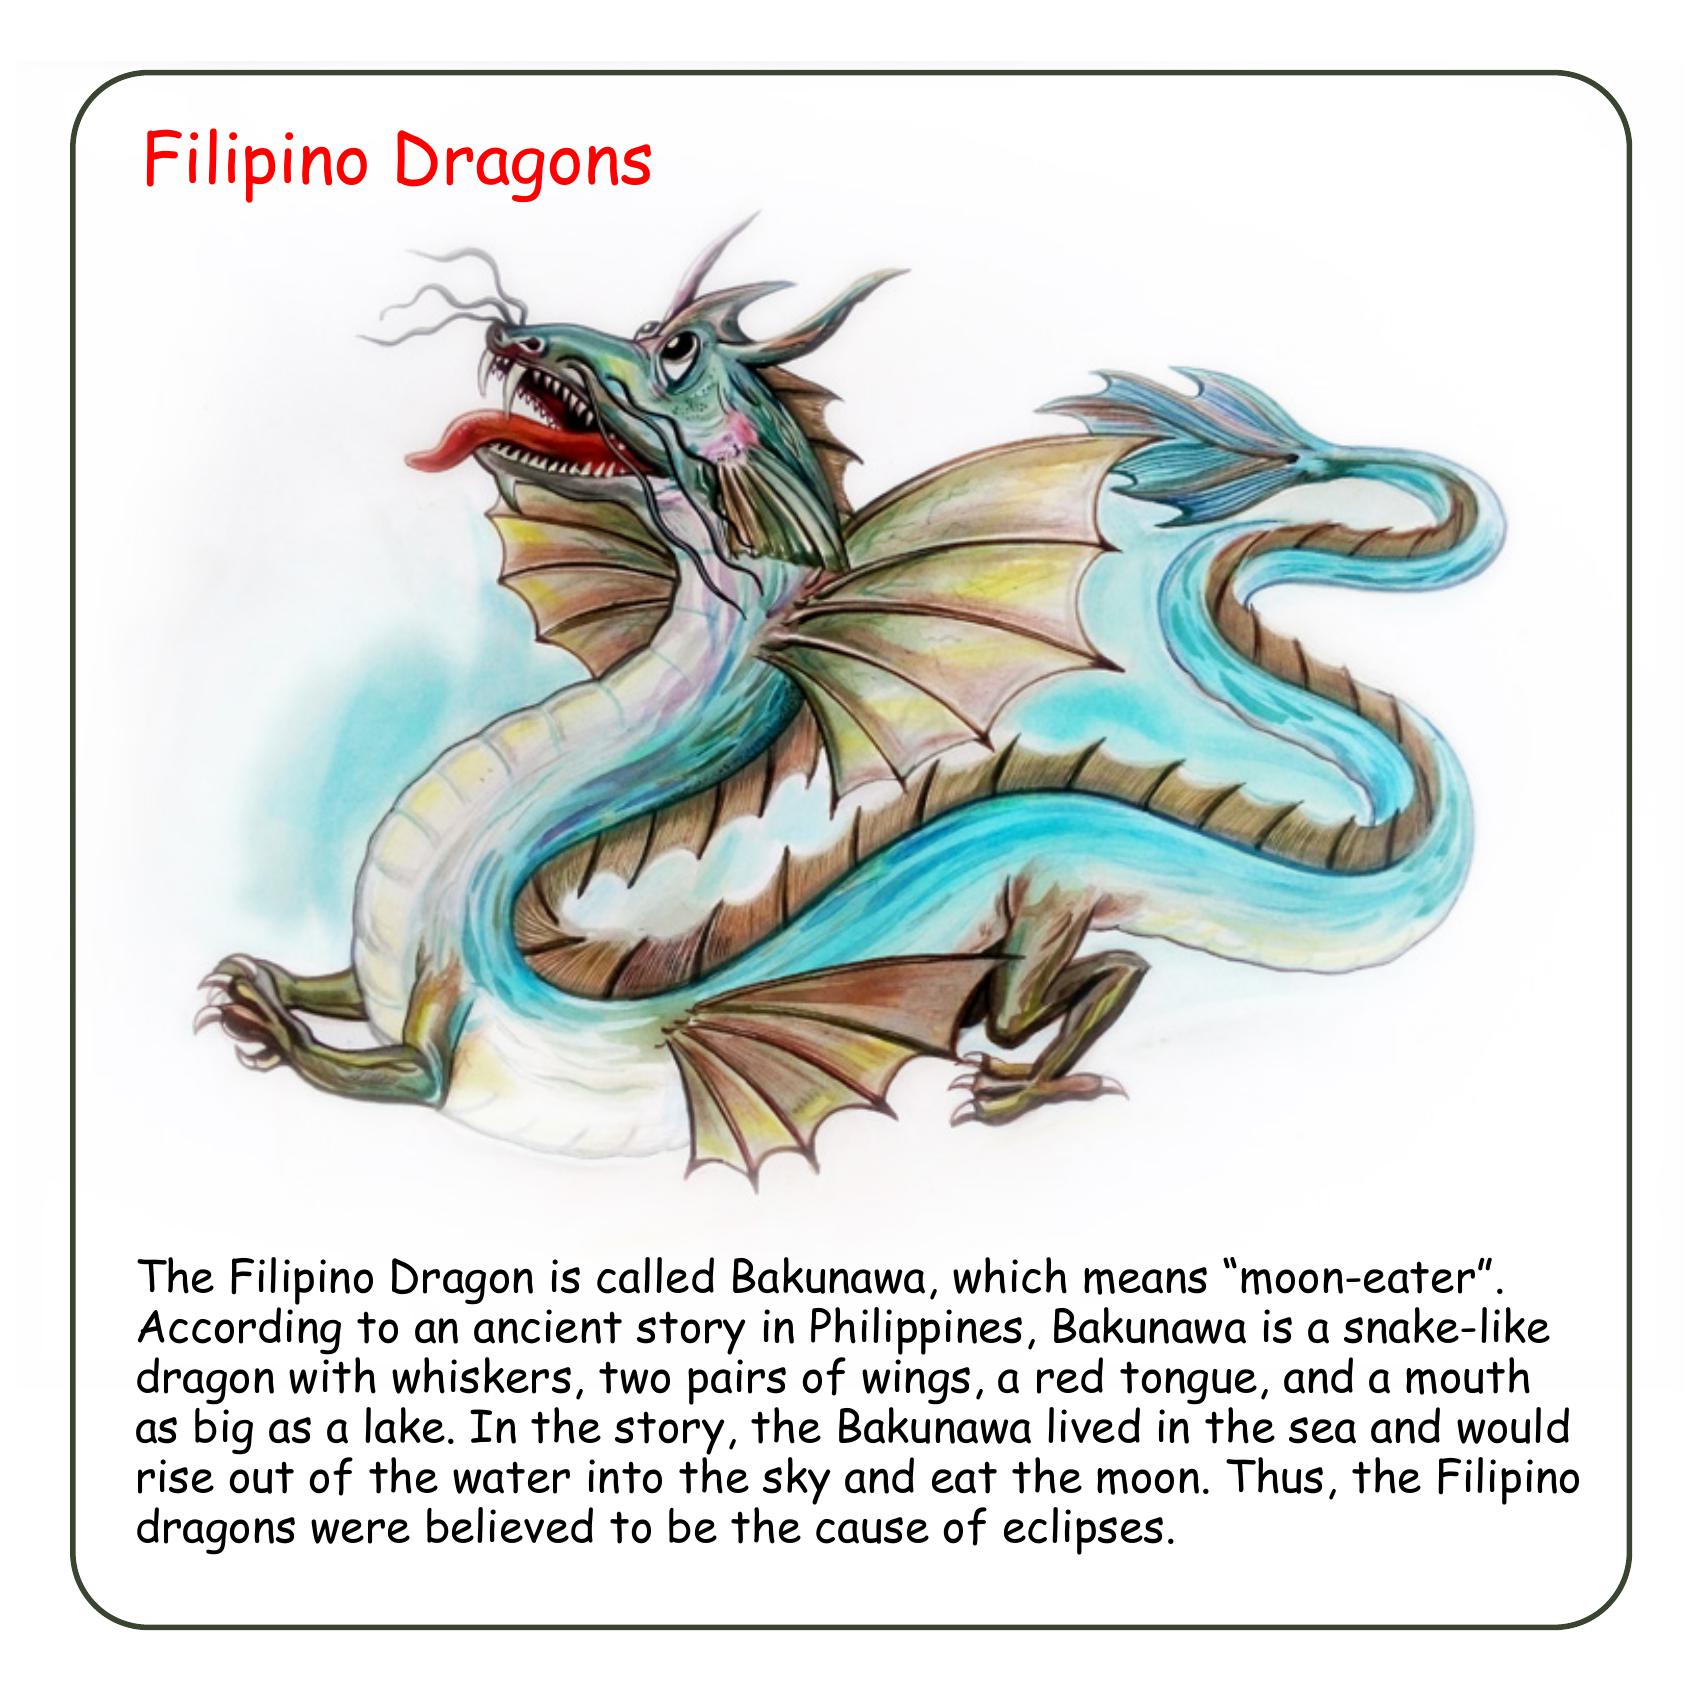 Filipino Dragons
The Filipino Dragon is called Bakunawa, which means “moon-eater”.
According to an ancient story in Philippines, Bakunawa is a snake-like
dragon with whiskers, two pairs of wings, a red tongue, and a mouth
as big as a lake. In the story, the Bakunawa lived in the sea and would
rise out of the water into the sky and eat the moon. Thus, the Filipino
dragons were believed to be the cause of eclipses.